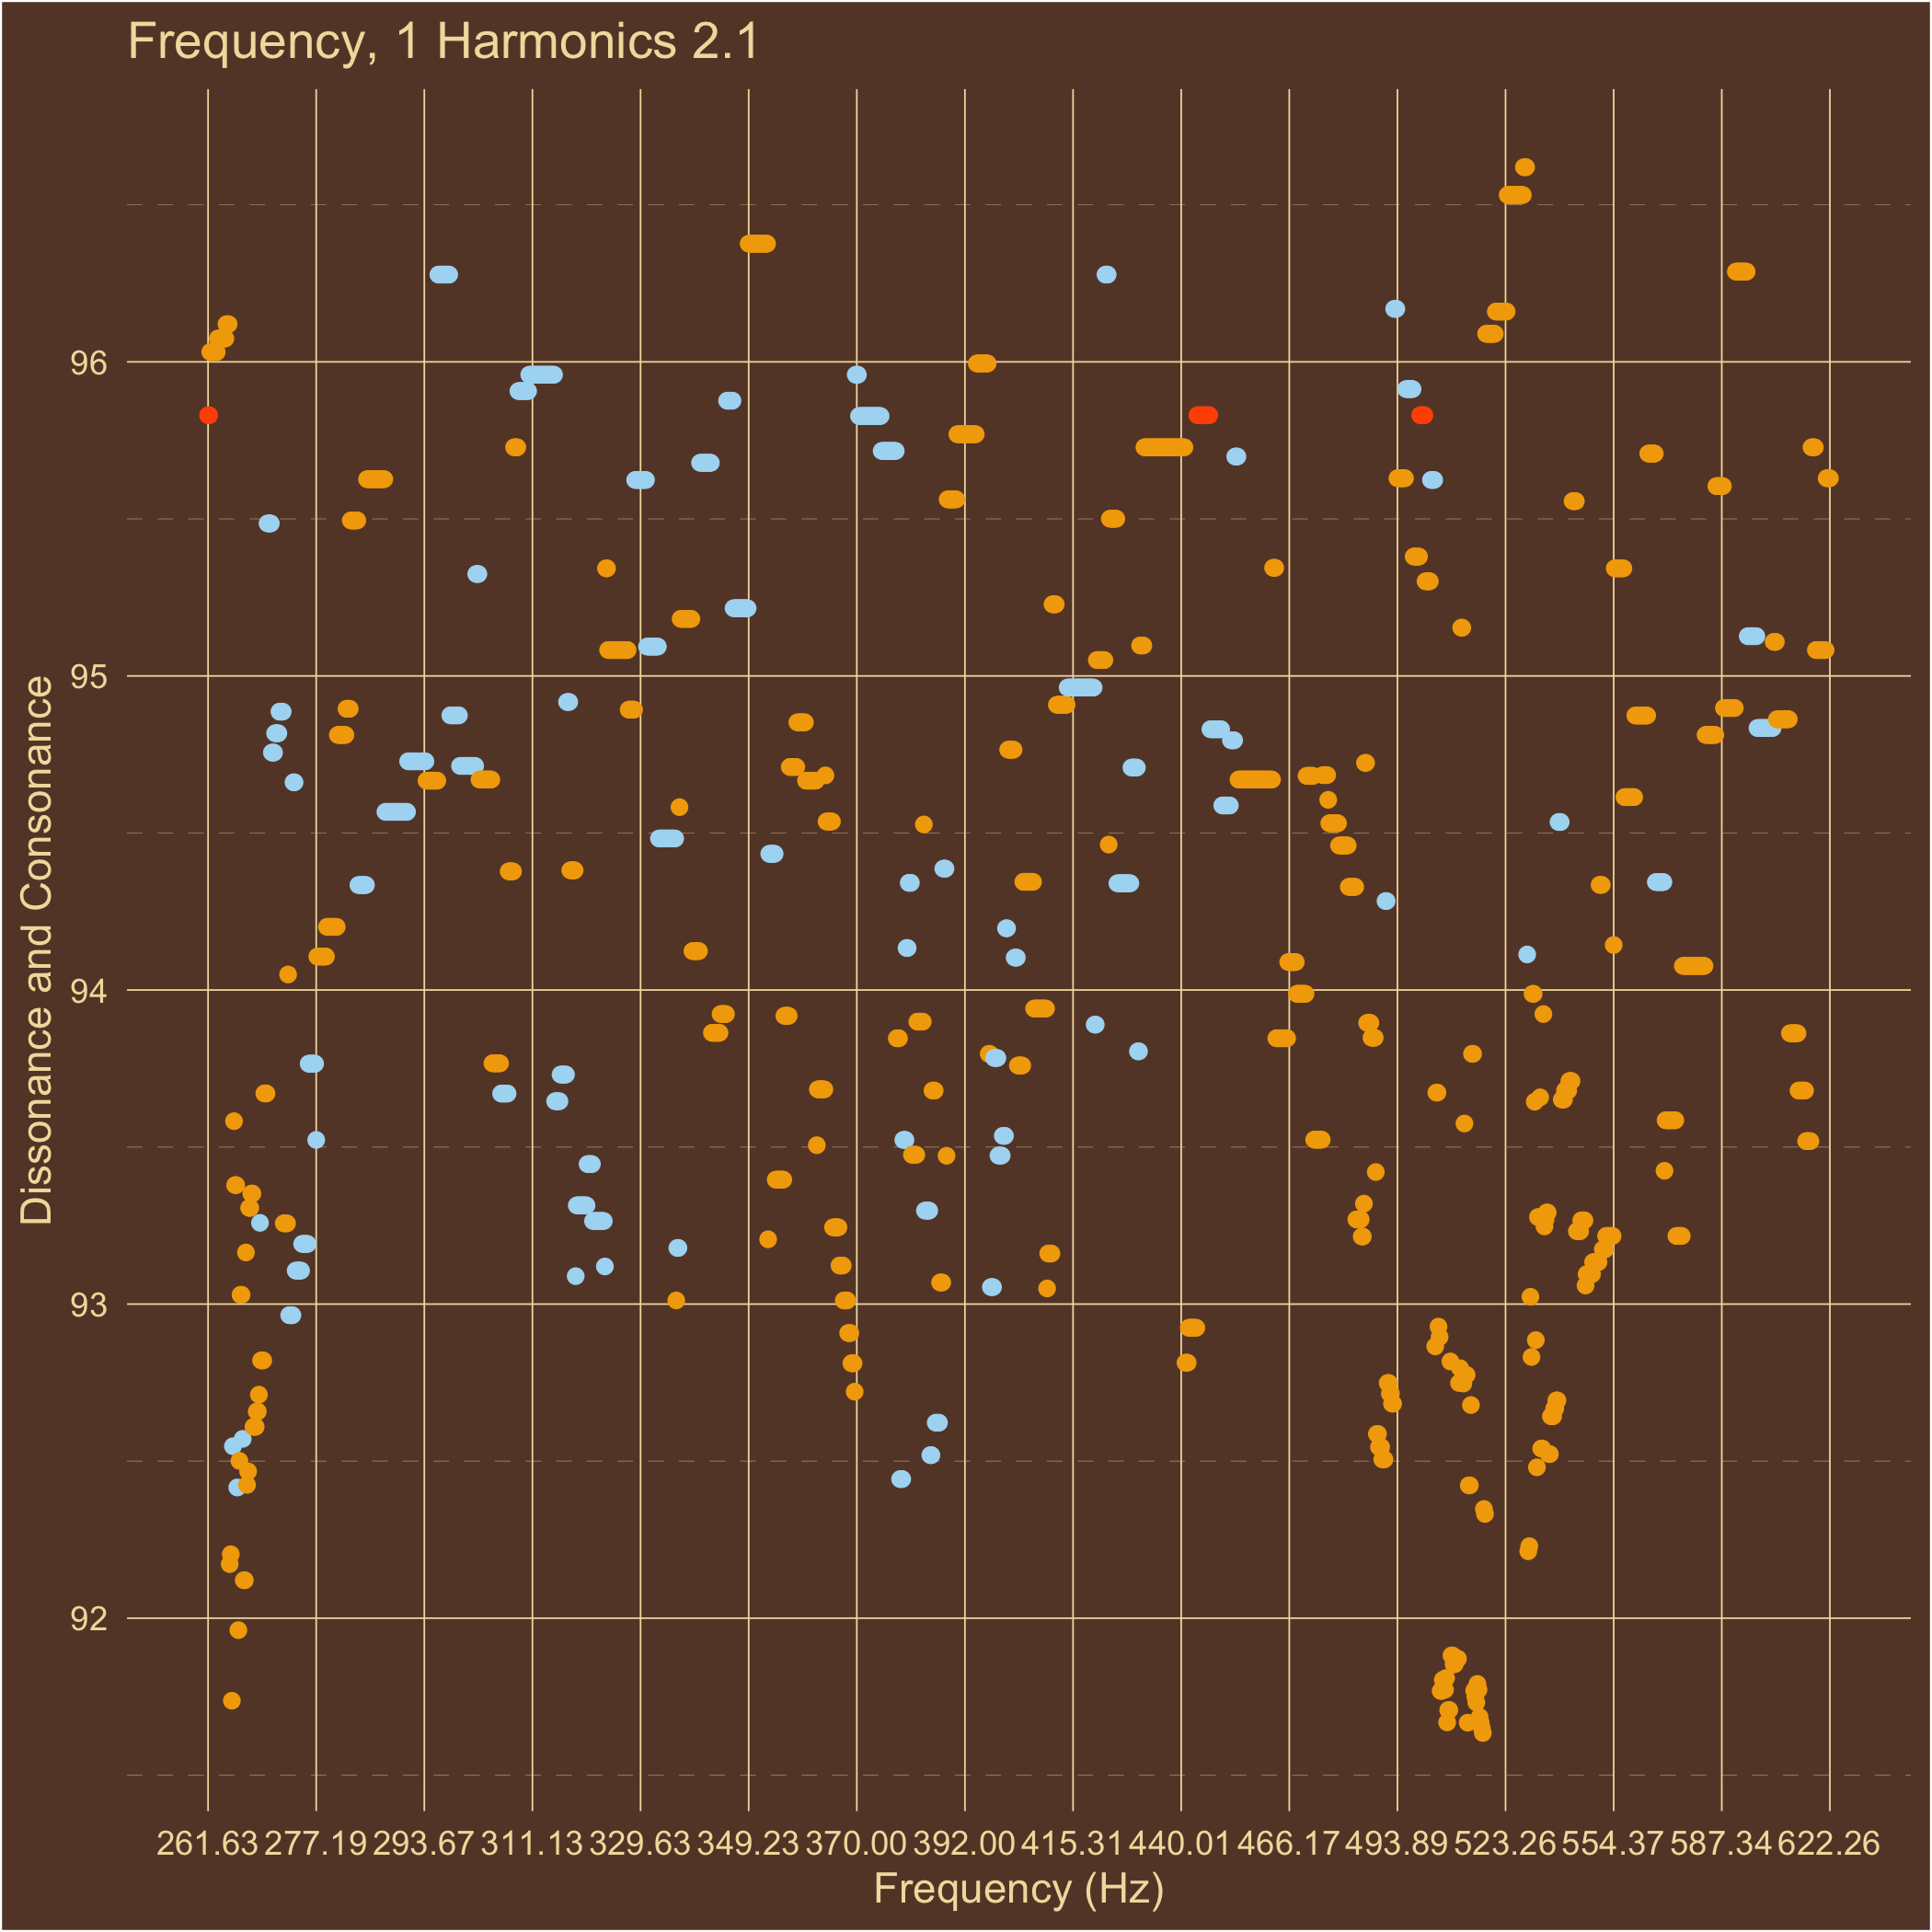 Frequency, 1 Harmonics 2.1
Dissonance and Consonance
96
95
94
93
92
261.63 277.19 293.67 311.13 329.63 349.23 370.00 392.00 415.31 440.01 466.17 493.89 523.26 554.37 587.34 622.26
Frequency (Hz)